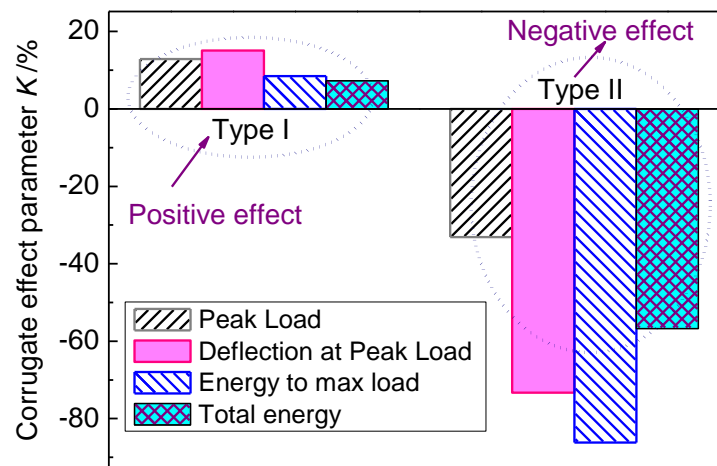 Corrugate effect parameter K /%
20
0
-20
-40
-60
-80
Negative effect
Type II
Type I
Positive effect
Peak Load
Deflection at Peak Load
Energy to max load
Total energy